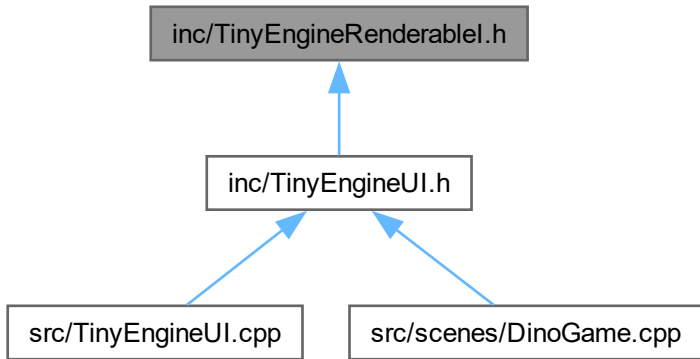 inc/TinyEngineRenderableI.h
inc/TinyEngineUI.h
src/TinyEngineUI.cpp
src/scenes/DinoGame.cpp